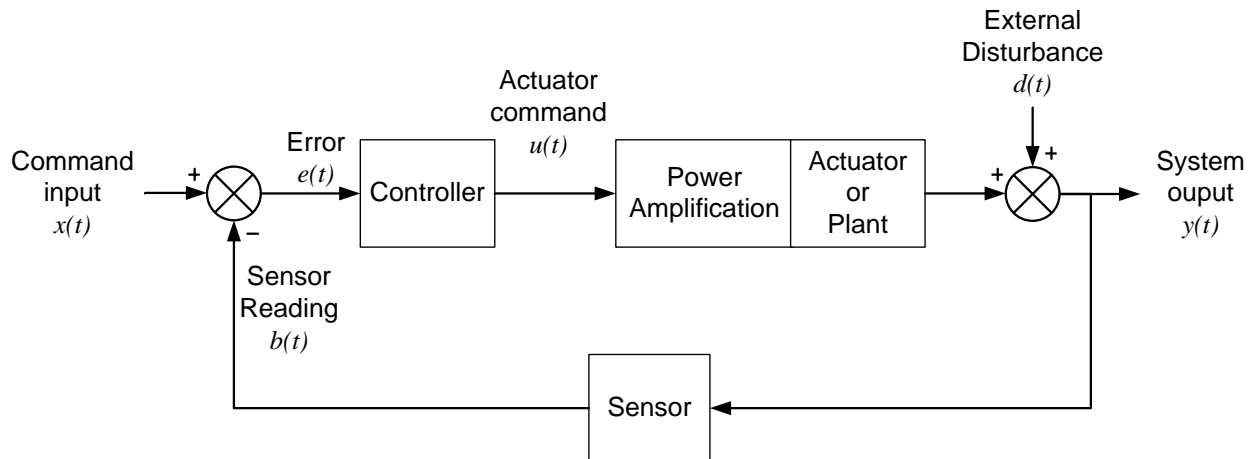 External
Disturbance
d(t)
Actuator
command
u(t)
Command
input
x(t)
+
Error
e(t)
Controller
Power
Amplification
Actuator
or
Plant
+
+
System
ouput
y(t)
−
Sensor
Reading
b(t)
Sensor